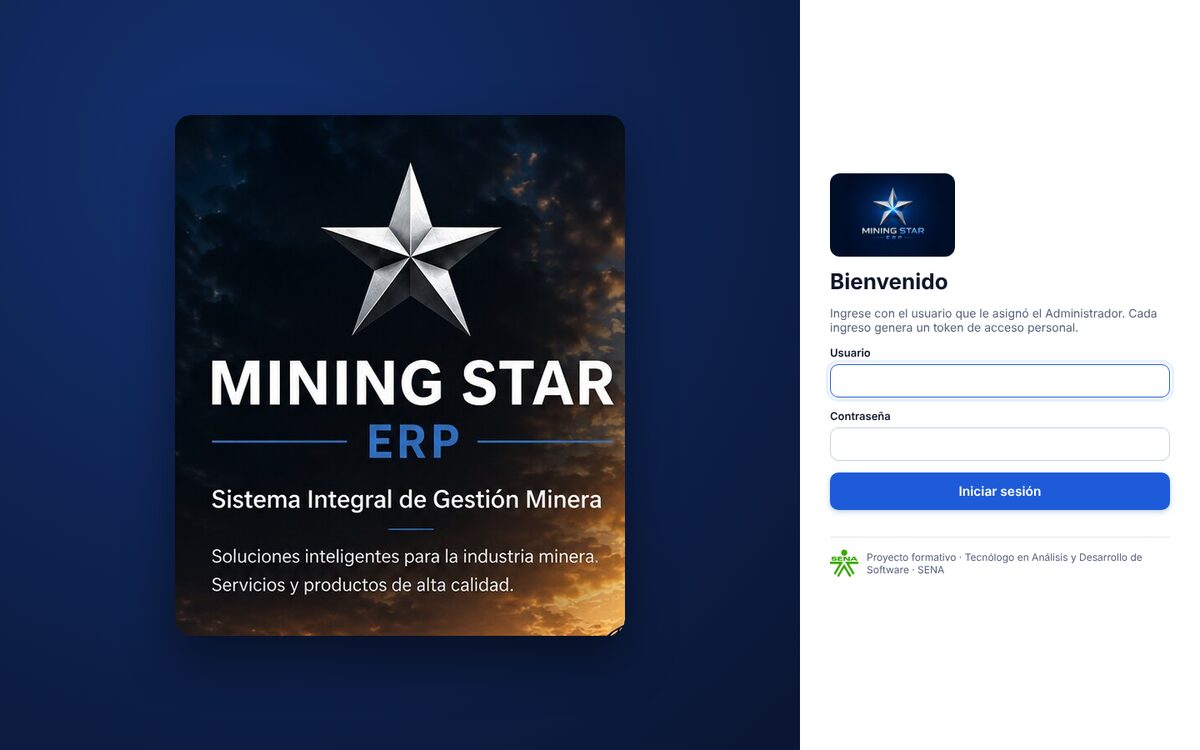 MINING STAR
ERP
Sistema Integral de Gestión Minera
Soluciones inteligentes para la industria minera.
Servicios y productos de alta calidad.
MINING STAR
ERP
Bienvenido
Ingrese con el usuario que le asignó el Administrador. Cada
ingreso genera un token de acceso personal.
Usuario
Contraseña
Iniciar sesión
SENA
Proyecto formativo · Tecnólogo en Análisis y Desarrollo de
Software · SENA